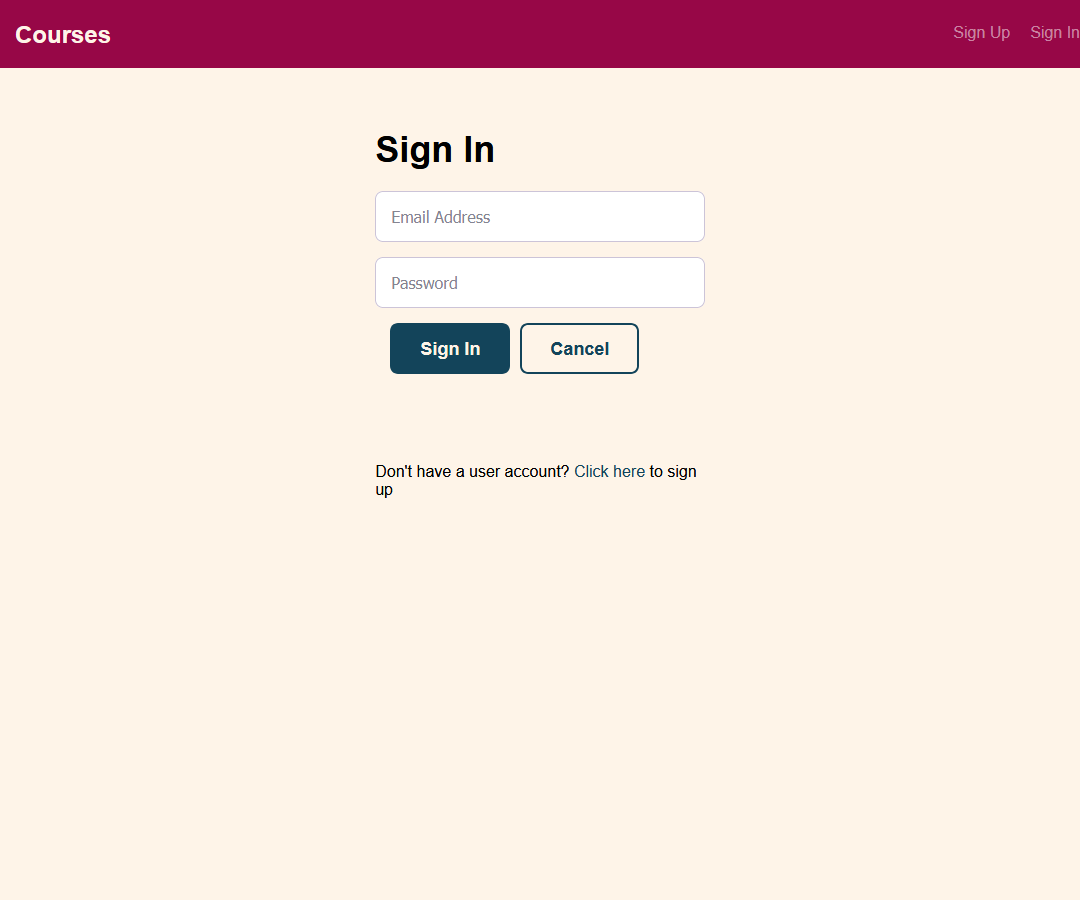 Courses
Sign Up
Sign In
Sign In
Email Address
Password
Sign In
Cancel
Don't have a user account? Click here to sign
up